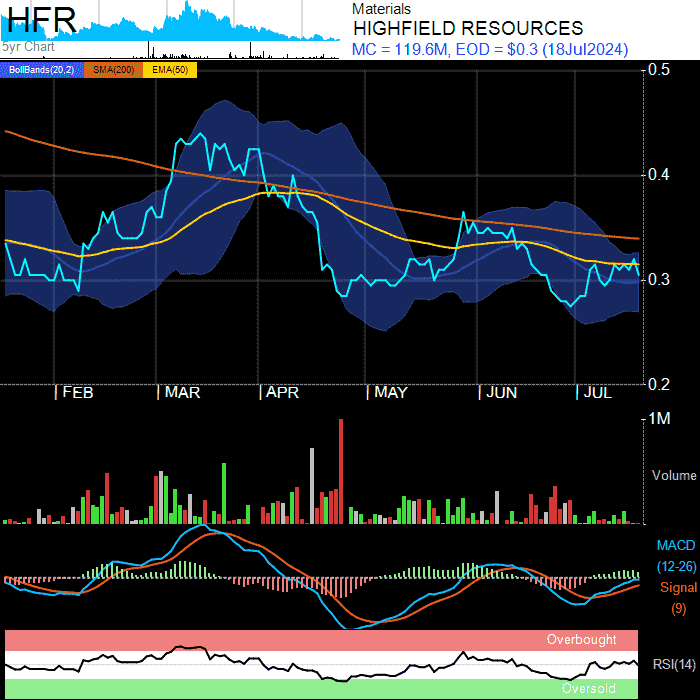 HFR
5yr Chart
Materials
HIGHFIELD RESOURCES
MC = 119.6M, EOD = $0.3 (18Jul2024)
BollBands(20,2) SMA(200) EMA(50)
0.5
0.4
0.3
0.2
| FEB | MAR | APR | MAY | JUN | JUL
1M
Volume
MACD
(12-26)
Signal
(9)
Overbought
RSI(14)
Oversold